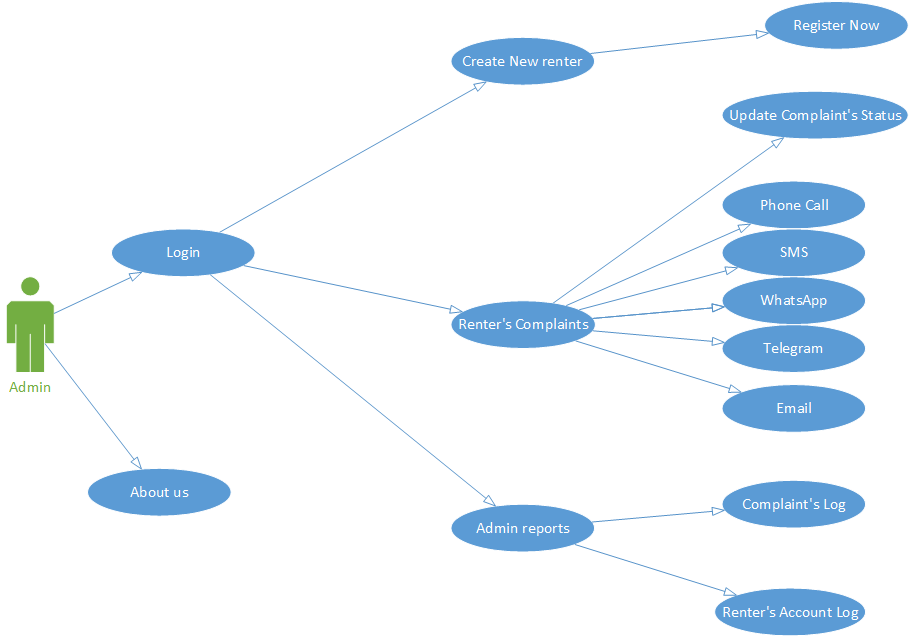 Register Now
Create New renter
Update Complaint's Status
Phone Call
Login
SMS
WhatsApp
Renter's Complaints
Telegram
Admin
Email
About us
Complaint's Log
Admin reports
Renter's Account Log